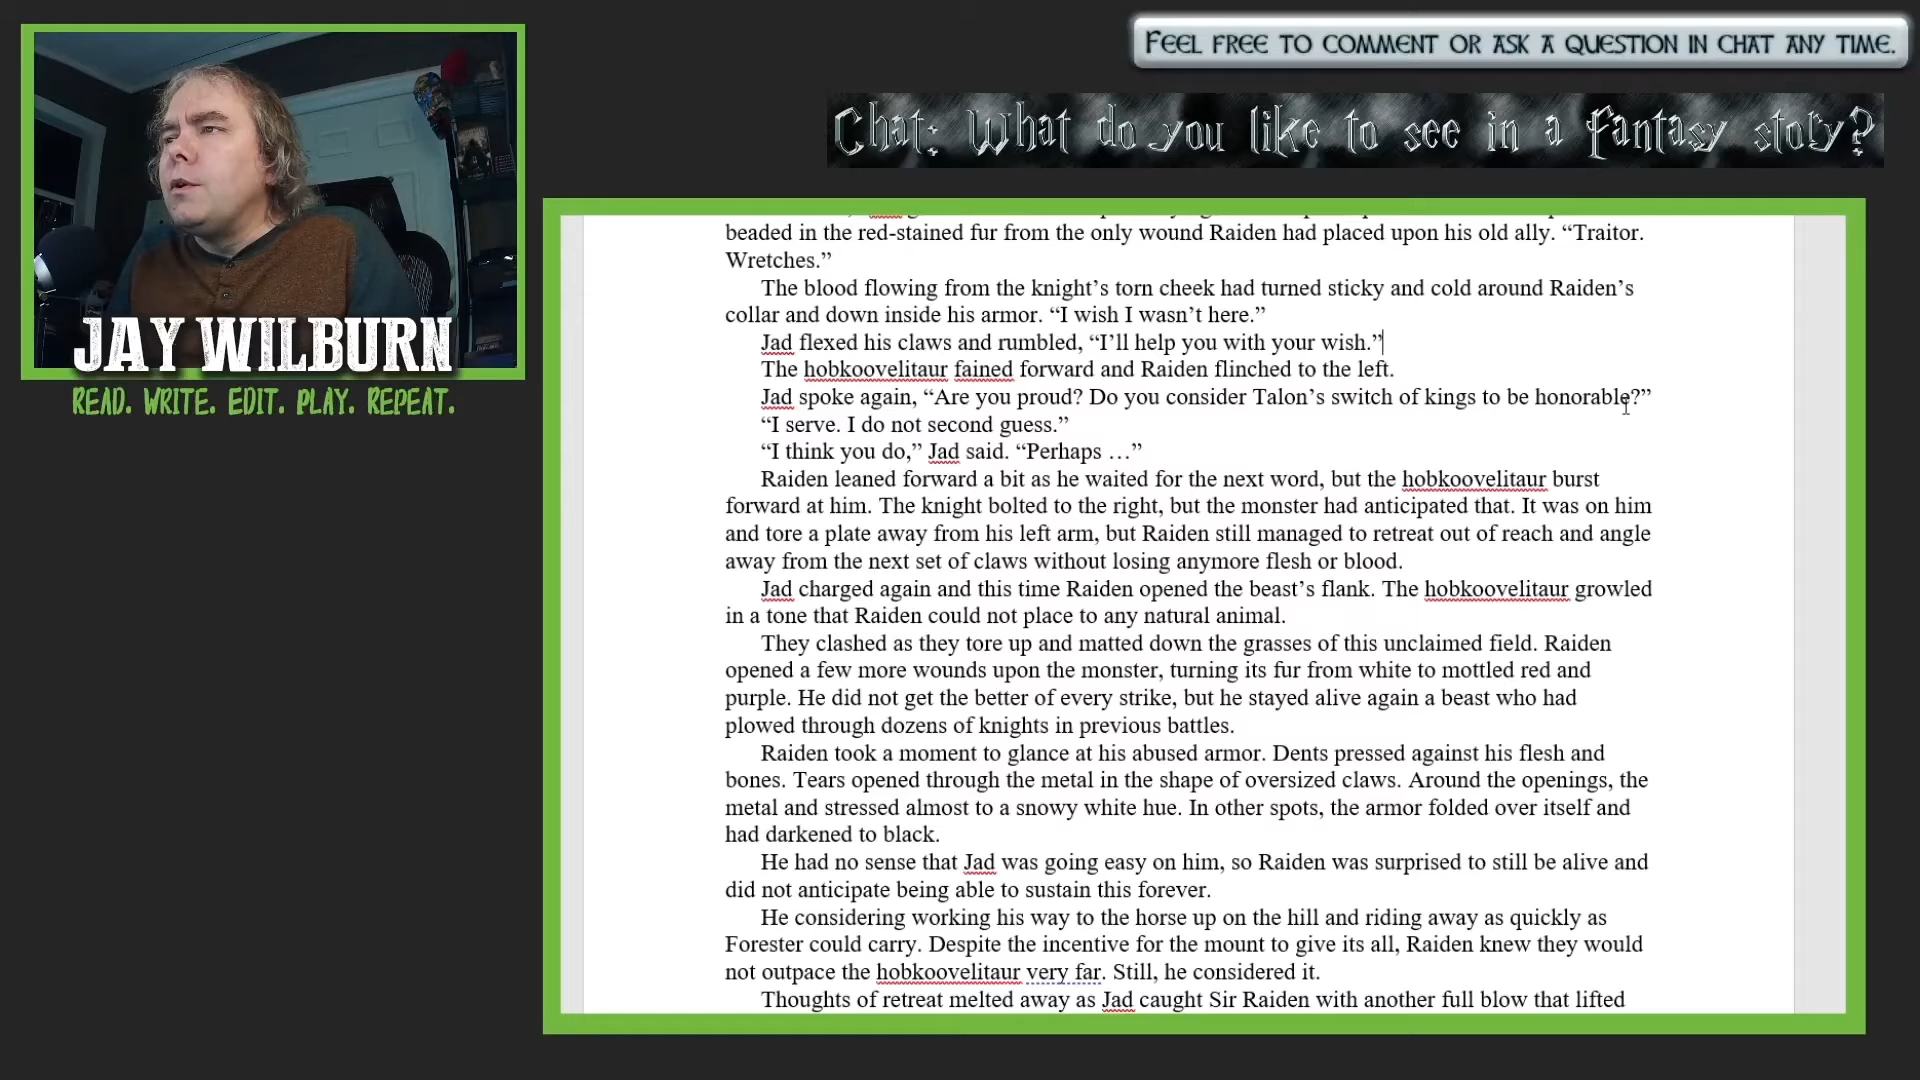 FEEL FREE TO COMMENT OR ASK A QUESTION IN CHAT ANY TIME.
Chat: What do you like to see in a fantasy story?
JAY WILBURN
READ. WRITE. EDIT. PLAY. REPEAT.
beaded in the red-stained fur from the only wound Raiden had placed upon his old ally. “Traitor.
Wretches.”
The blood flowing from the knight’s torn cheek had turned sticky and cold around Raiden’s
collar and down inside his armor. “I wish I wasn’t here.”
Jad flexed his claws and rumbled, “I’ll help you with your wish.”
The hobkoovelitaur fained forward and Raiden flinched to the left.
Jad spoke again, “Are you proud? Do you consider Talon’s switch of kings to be honorable?”
“I serve. I do not second guess.”
“I think you do,” Jad said. “Perhaps …”
Raiden leaned forward a bit as he waited for the next word, but the hobkoovelitaur burst
forward at him. The knight bolted to the right, but the monster had anticipated that. It was on him
and tore a plate away from his left arm, but Raiden still managed to retreat out of reach and angle
away from the next set of claws without losing anymore flesh or blood.
Jad charged again and this time Raiden opened the beast’s flank. The hobkoovelitaur growled
in a tone that Raiden could not place to any natural animal.
They clashed as they tore up and matted down the grasses of this unclaimed field. Raiden
opened a few more wounds upon the monster, turning its fur from white to mottled red and
purple. He did not get the better of every strike, but he stayed alive again a beast who had
plowed through dozens of knights in previous battles.
Raiden took a moment to glance at his abused armor. Dents pressed against his flesh and
bones. Tears opened through the metal in the shape of oversized claws. Around the openings, the
metal and stressed almost to a snowy white hue. In other spots, the armor folded over itself and
had darkened to black.
He had no sense that Jad was going easy on him, so Raiden was surprised to still be alive and
did not anticipate being able to sustain this forever.
He considering working his way to the horse up on the hill and riding away as quickly as
Forester could carry. Despite the incentive for the mount to give its all, Raiden knew they would
not outpace the hobkoovelitaur very far. Still, he considered it.
Thoughts of retreat melted away as Jad caught Sir Raiden with another full blow that lifted